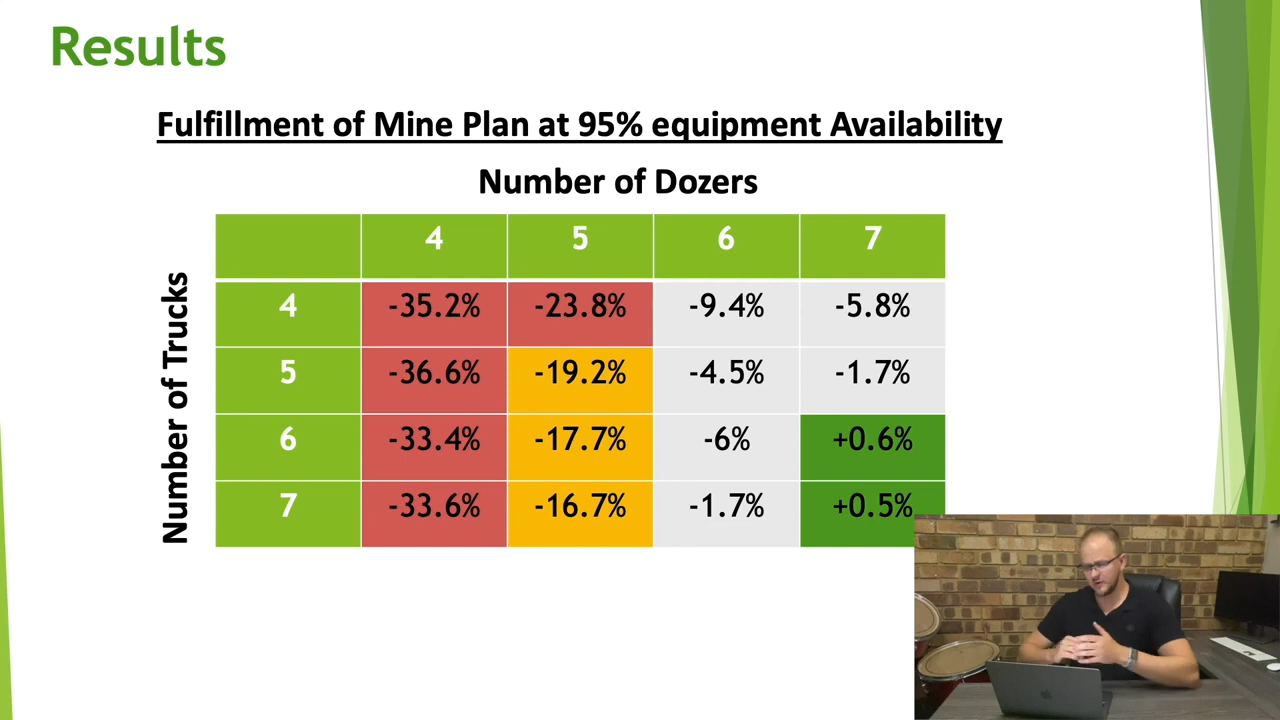 Results
Fulfillment of Mine Plan at 95% equipment Availability
Number of Dozers
Number of Trucks
4 5 6 7
4 -35.2% -23.8% -9.4% -5.8%
5 -36.6% -19.2% -4.5% -1.7%
6 -33.4% -17.7% -6% +0.6%
7 -33.6% -16.7% -1.7% +0.5%